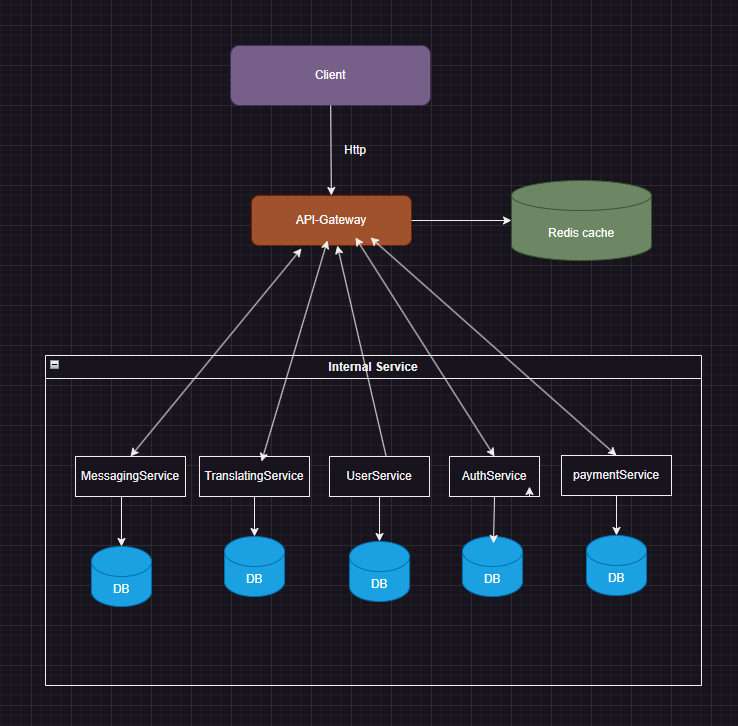 Client
Http
API-Gateway
Redis cache
Internal Service
MessagingService
TranslatingService
UserService
AuthService
paymentService
DB
DB
DB
DB
DB